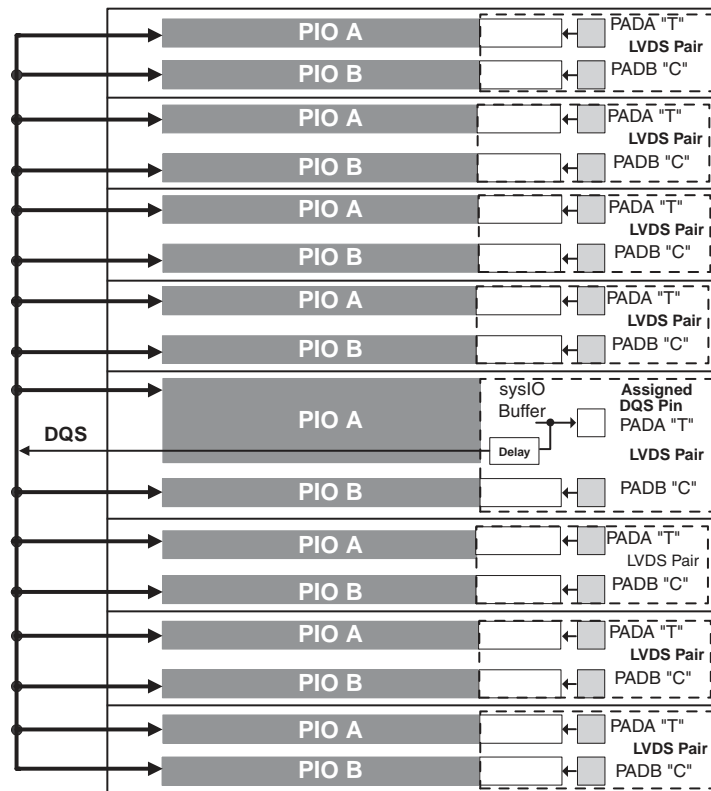 PIO A PADA "T"
LVDS Pair
PIO B PADB "C"
PIO A PADA "T"
LVDS Pair
PIO B PADB "C"
PIO A PADA "T"
LVDS Pair
PIO B PADB "C"
PIO A PADA "T"
LVDS Pair
PIO B PADB "C"
sysIO Buffer
Assigned DQS Pin
PIO A PADA "T"
DQS
Delay
LVDS Pair
PIO B PADB "C"
PIO A PADA "T"
LVDS Pair
PIO B PADB "C"
PIO A PADA "T"
LVDS Pair
PIO B PADB "C"
PIO A PADA "T"
LVDS Pair
PIO B PADB "C"